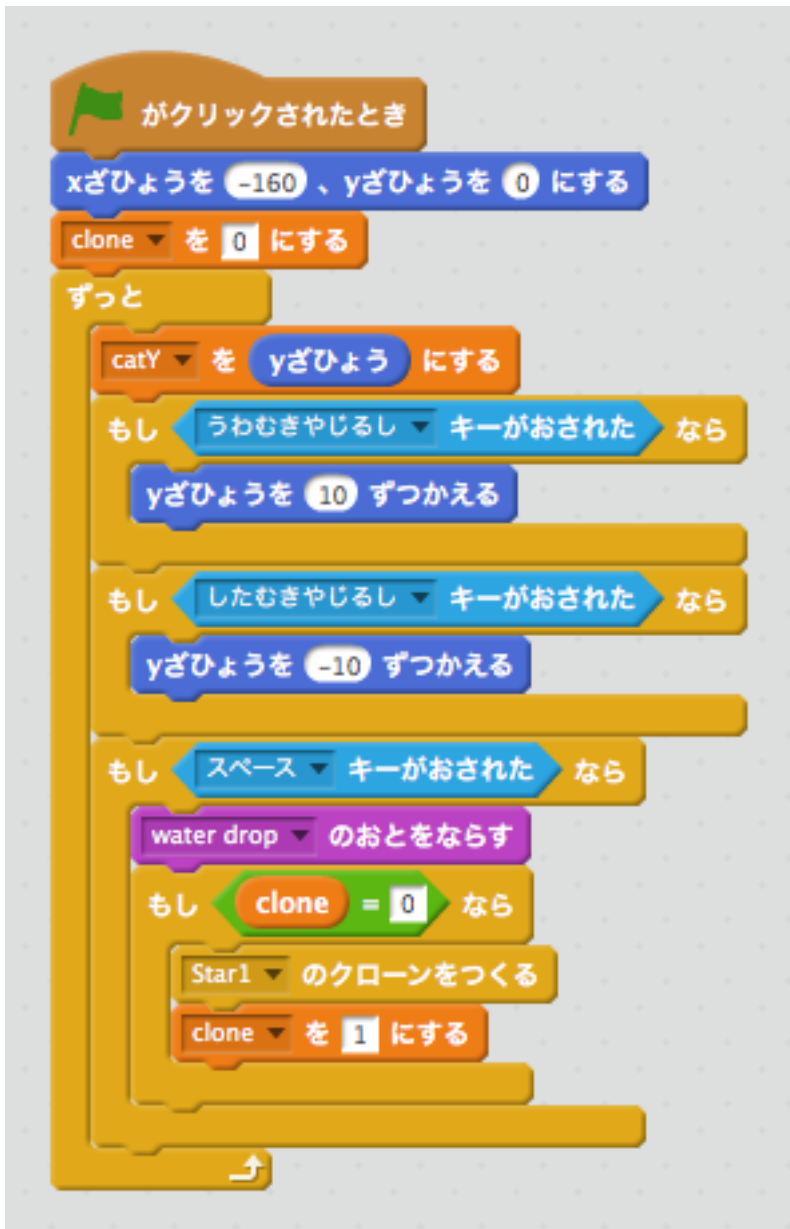 がクリックされたとき
xざひょうを -160 、yざひょうを 0 にする
clone を 0 にする
ずっと
catY を yざひょう にする
もし うわむきやじるし キーがおされた なら
yざひょうを 10 ずつかえる
もし したむきやじるし キーがおされた なら
yざひょうを -10 ずつかえる
もし スペース キーがおされた なら
water drop のおとをならす
もし clone = 0 なら
Star1 のクローンをつくる
clone を 1 にする